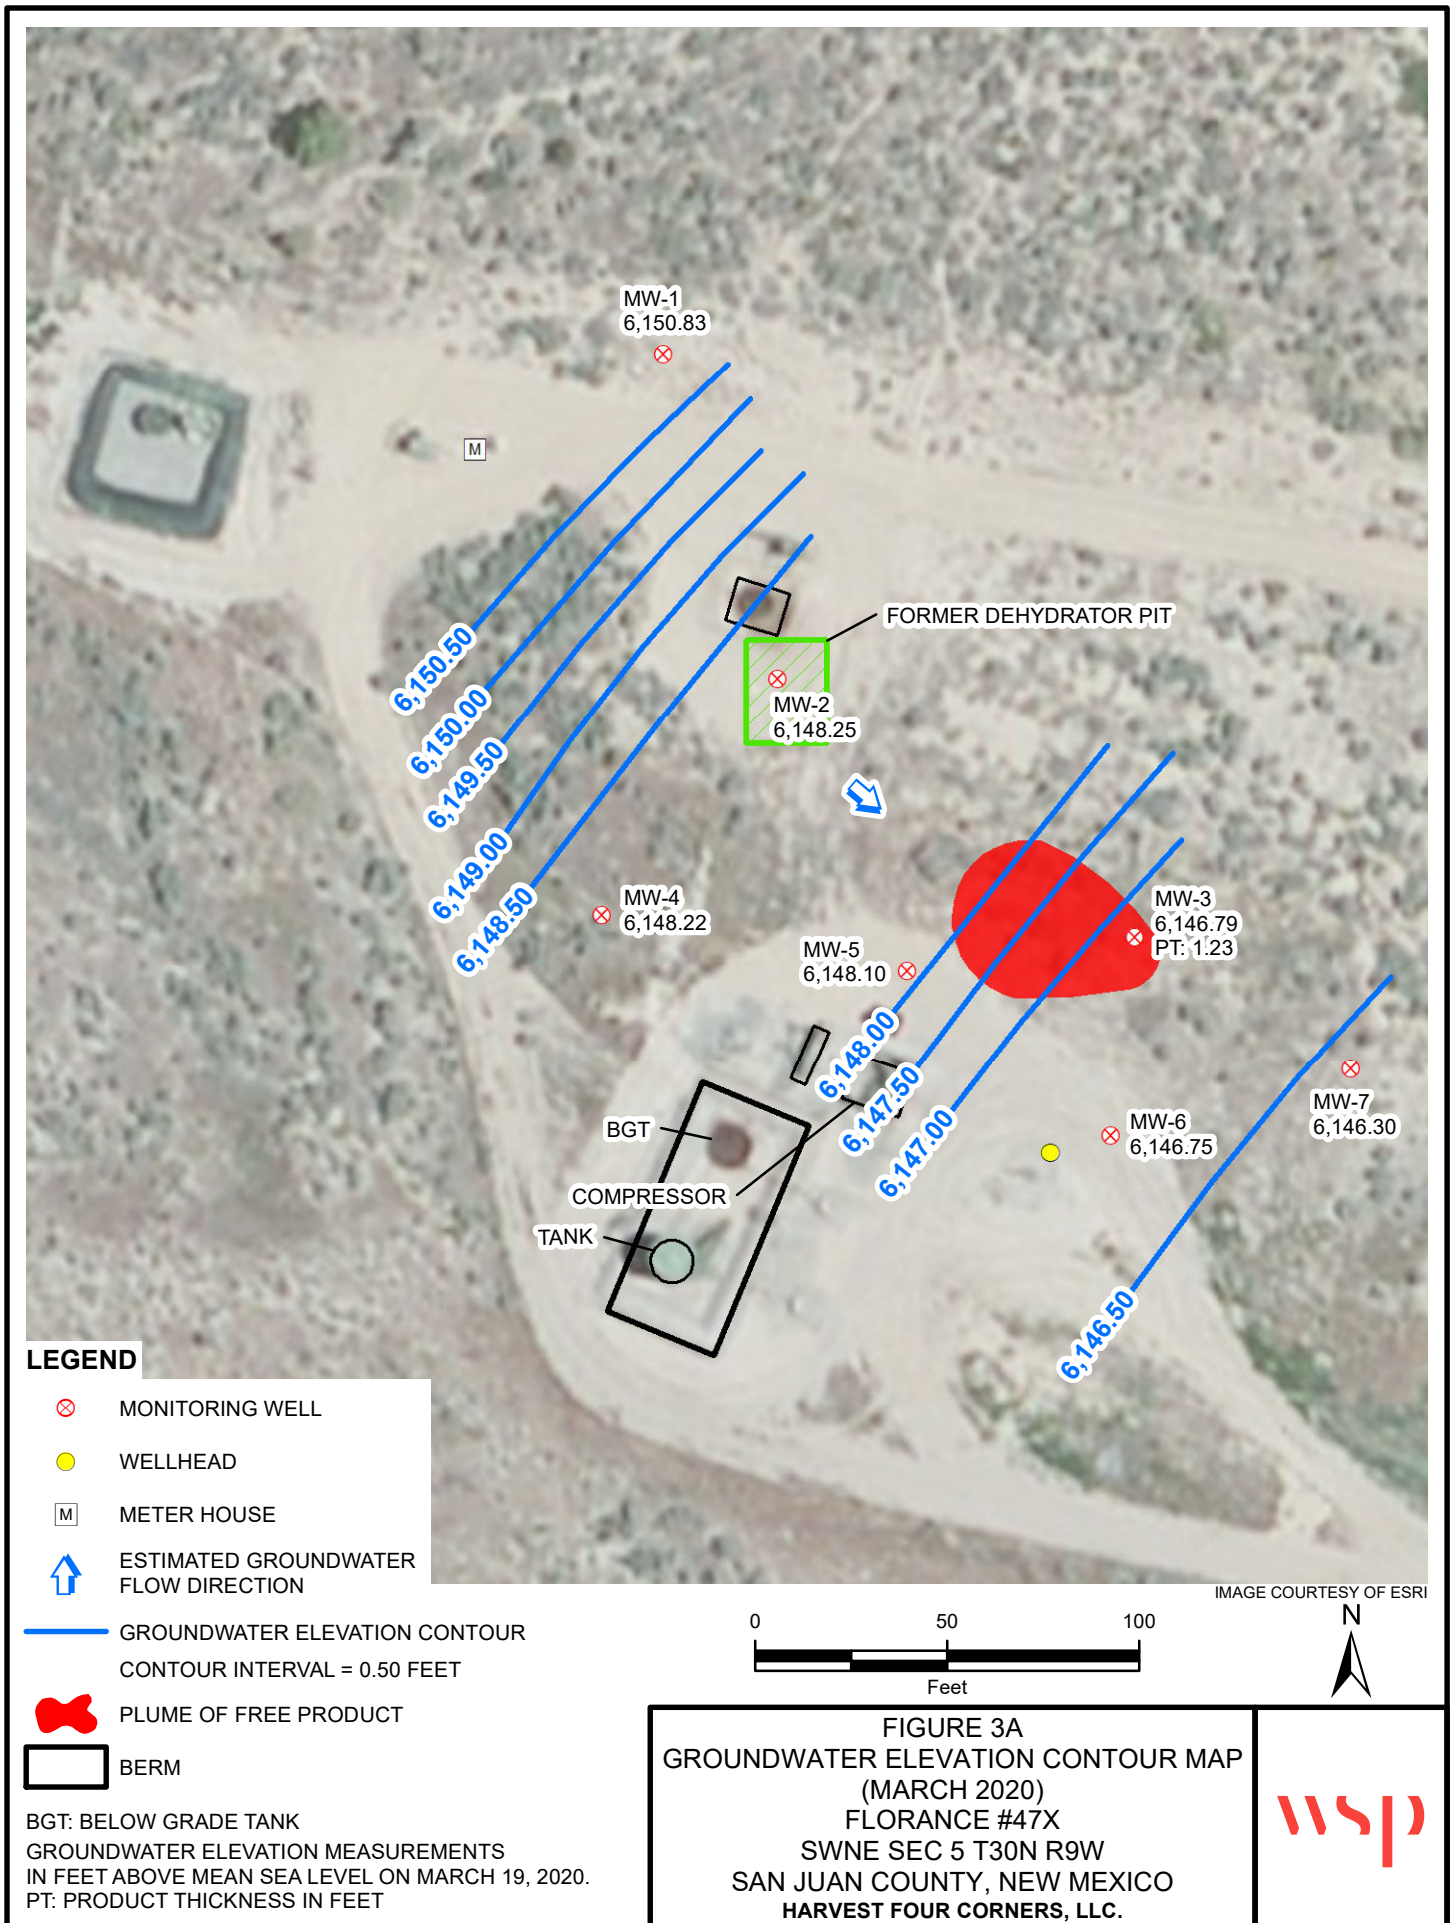 MW-1
6,150.83
M
FORMER DEHYDRATOR PIT
MW-2
6,148.25
6,150.50
6,150.00
6,149.50
6,149.00
6,148.50
MW-4
6,148.22
MW-5
6,148.10
MW-3
6,146.79
PT: 1.23
6,148.00
6,147.50
6,147.00
MW-7
6,146.30
MW-6
6,146.75
BGT
COMPRESSOR
TANK
6,146.50
LEGEND
MONITORING WELL
WELLHEAD
M
METER HOUSE
ESTIMATED GROUNDWATER
FLOW DIRECTION
GROUNDWATER ELEVATION CONTOUR
CONTOUR INTERVAL = 0.50 FEET
PLUME OF FREE PRODUCT
BERM
BGT: BELOW GRADE TANK
GROUNDWATER ELEVATION MEASUREMENTS
IN FEET ABOVE MEAN SEA LEVEL ON MARCH 19, 2020.
PT: PRODUCT THICKNESS IN FEET
IMAGE COURTESY OF ESRI
0 50 100
Feet
N
FIGURE 3A
GROUNDWATER ELEVATION CONTOUR MAP
(MARCH 2020)
FLORANCE #47X
SWNE SEC 5 T30N R9W
SAN JUAN COUNTY, NEW MEXICO
HARVEST FOUR CORNERS, LLC.
wsp